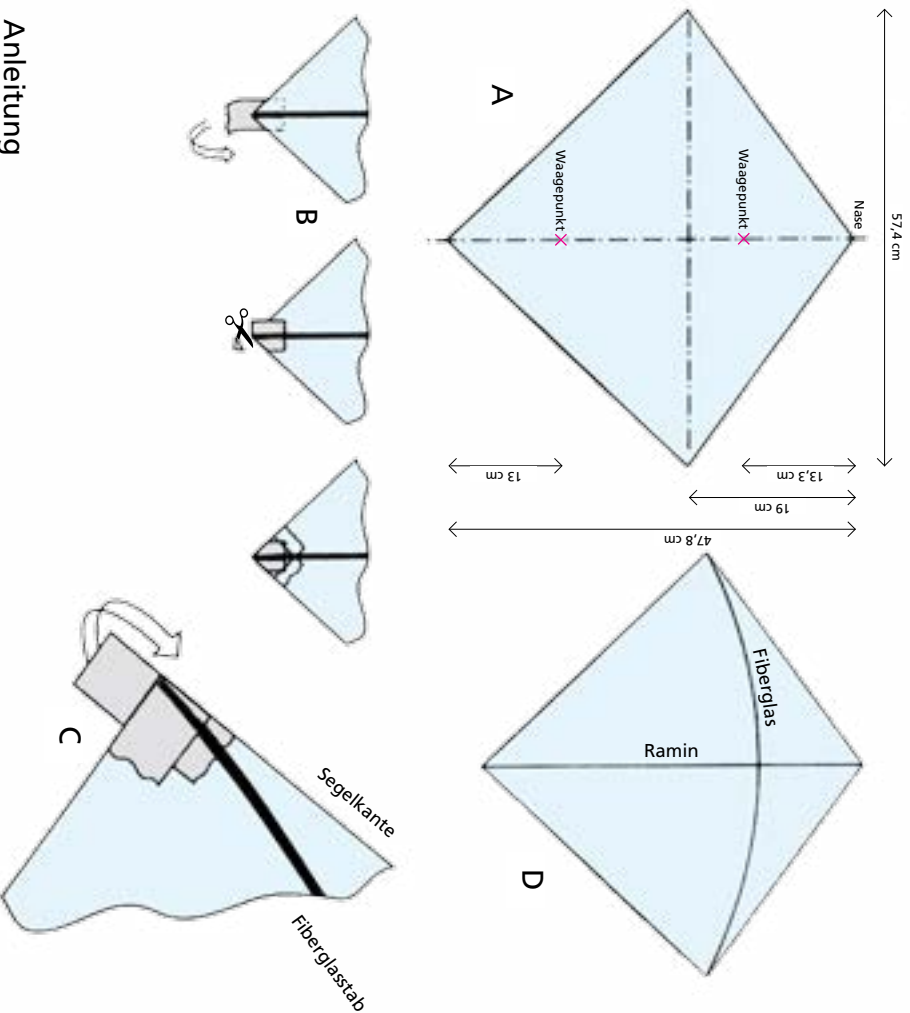 Anleitung
A
57,4 cm
Nase
Waagepunkt
Waagepunkt
13,3 cm
13 cm
19 cm
47,8 cm
B
C
Segelkante
Fiberglasstab
D
Fiberglas
Ramin